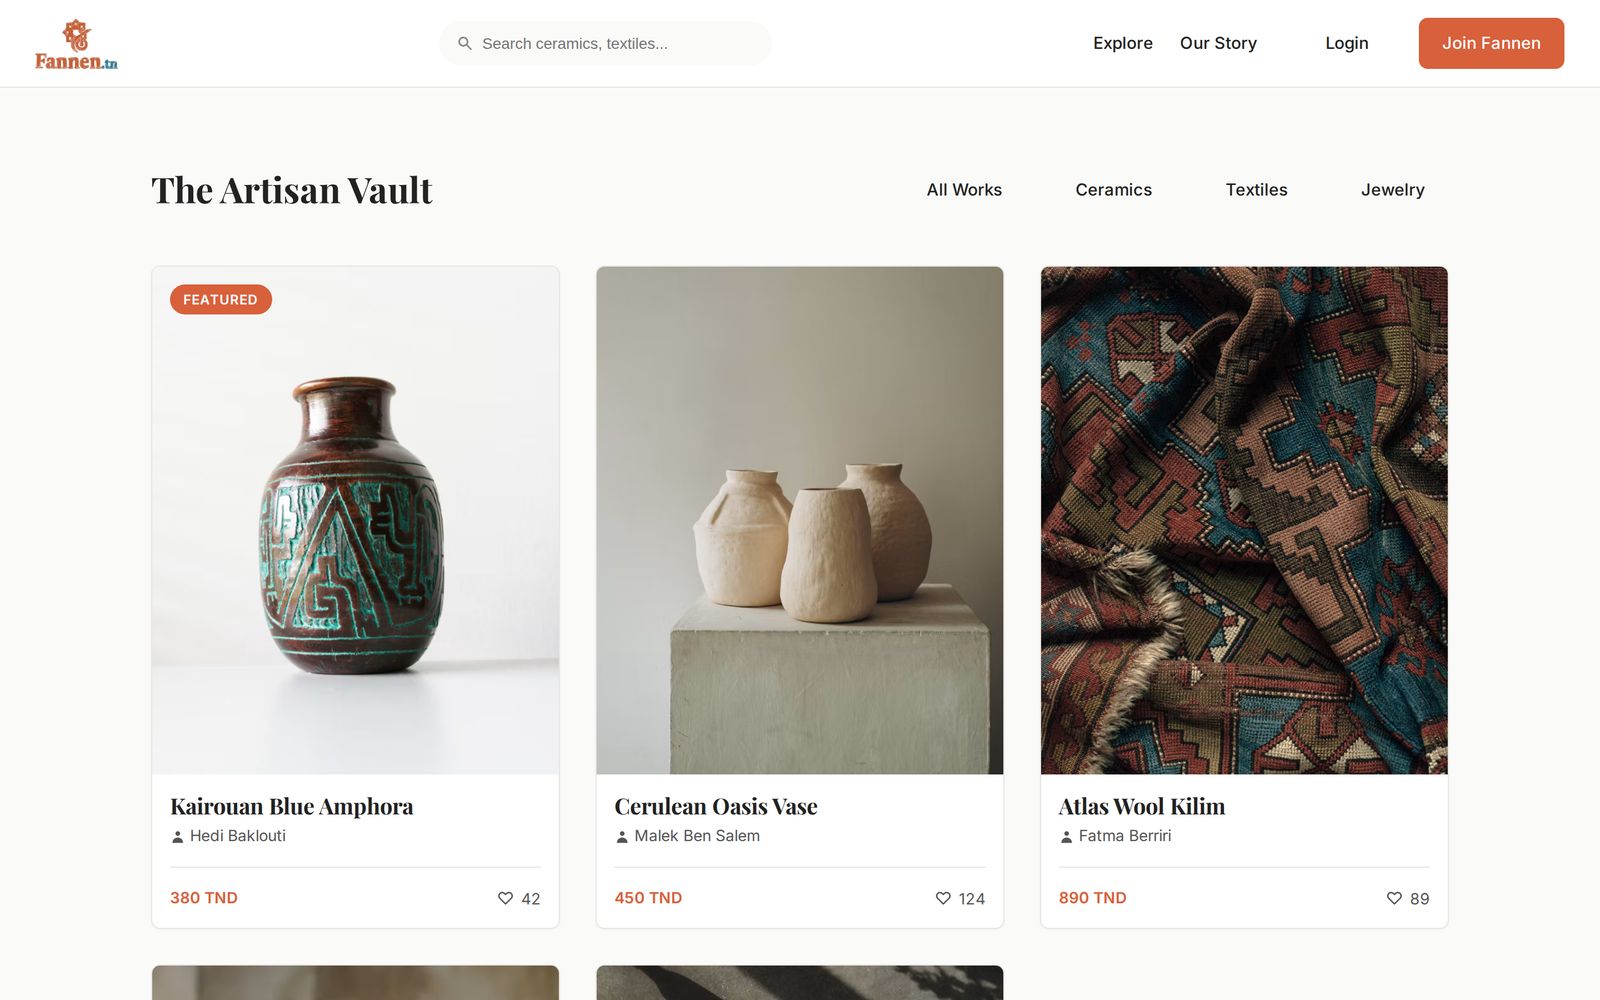 Fannen.tn
Search ceramics, textiles...
Explore
Our Story
Login
Join Fannen
The Artisan Vault
All Works
Ceramics
Textiles
Jewelry
FEATURED
Kairouan Blue Amphora
Hedi Baklouti
380 TND
42
Cerulean Oasis Vase
Malek Ben Salem
450 TND
124
Atlas Wool Kilim
Fatma Berriri
890 TND
89